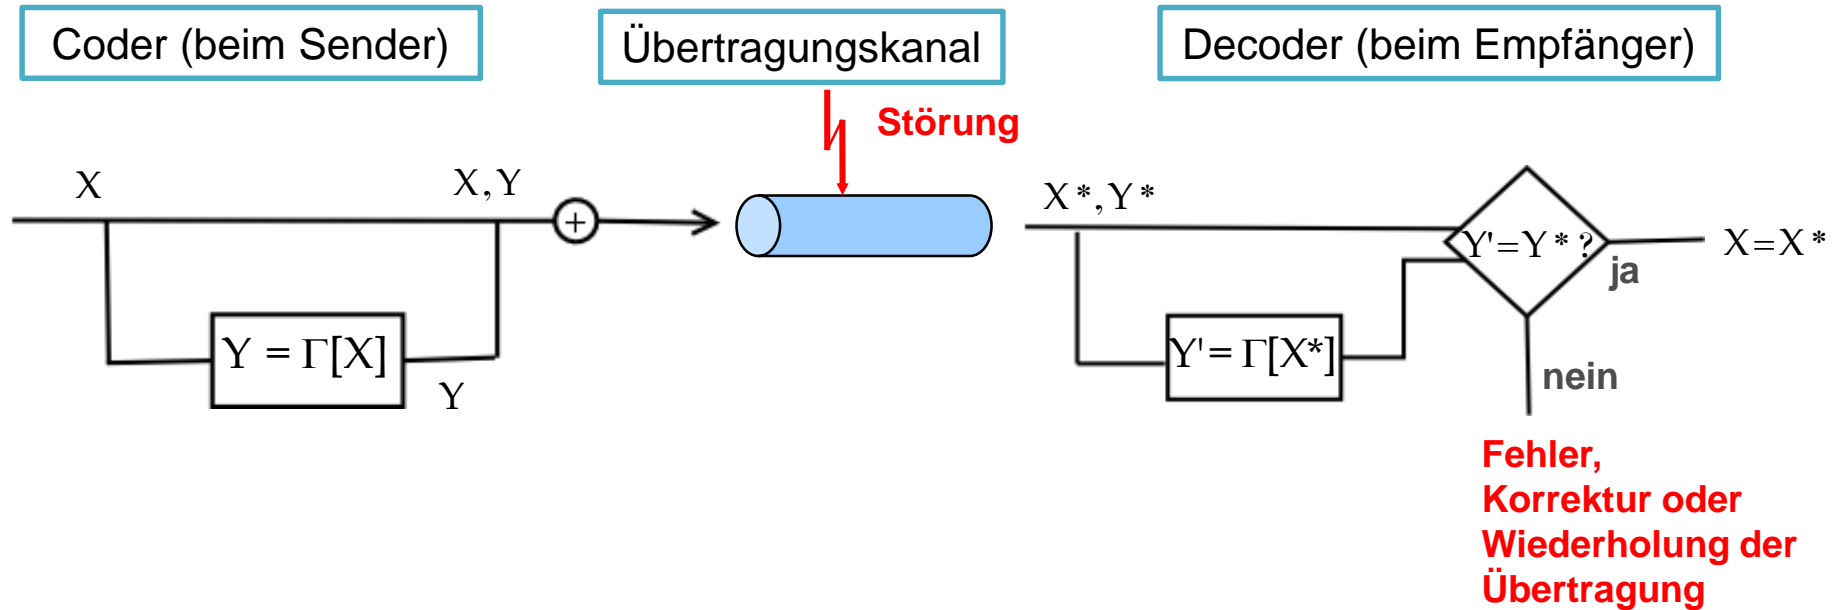 Coder (beim Sender)
Übertragungskanal
Decoder (beim Empfänger)
Störung
X
X,Y
+
X*,Y*
Y'=Y*?
ja
X=X*
Y = Γ[X]
Y
Y'= Γ[X*]
nein
Fehler,
Korrektur oder
Wiederholung der
Übertragung